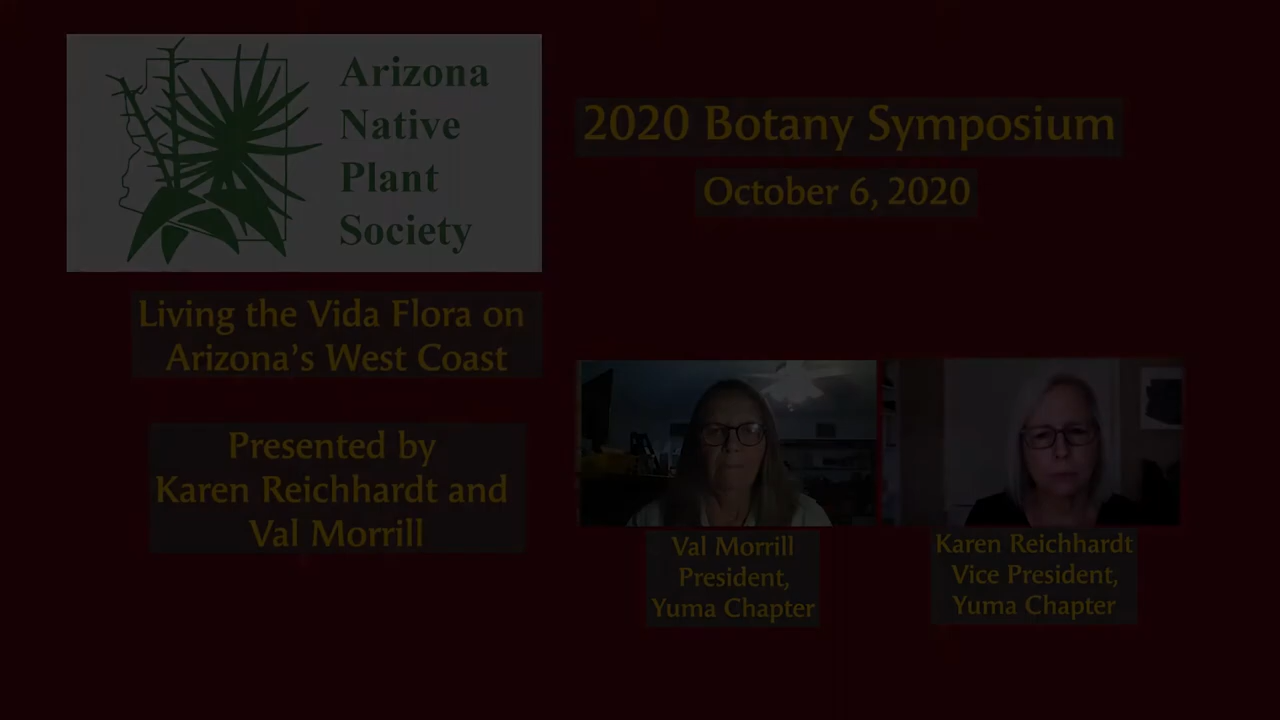 Arizona
Native
Plant
Society
2020 Botany Symposium
October 6, 2020
Living the Vida Flora on
Arizona's West Coast
Presented by
Karen Reichhardt and
Val Morrill
Val Morrill
President,
Yuma Chapter
Karen Reichhardt
Vice President,
Yuma Chapter